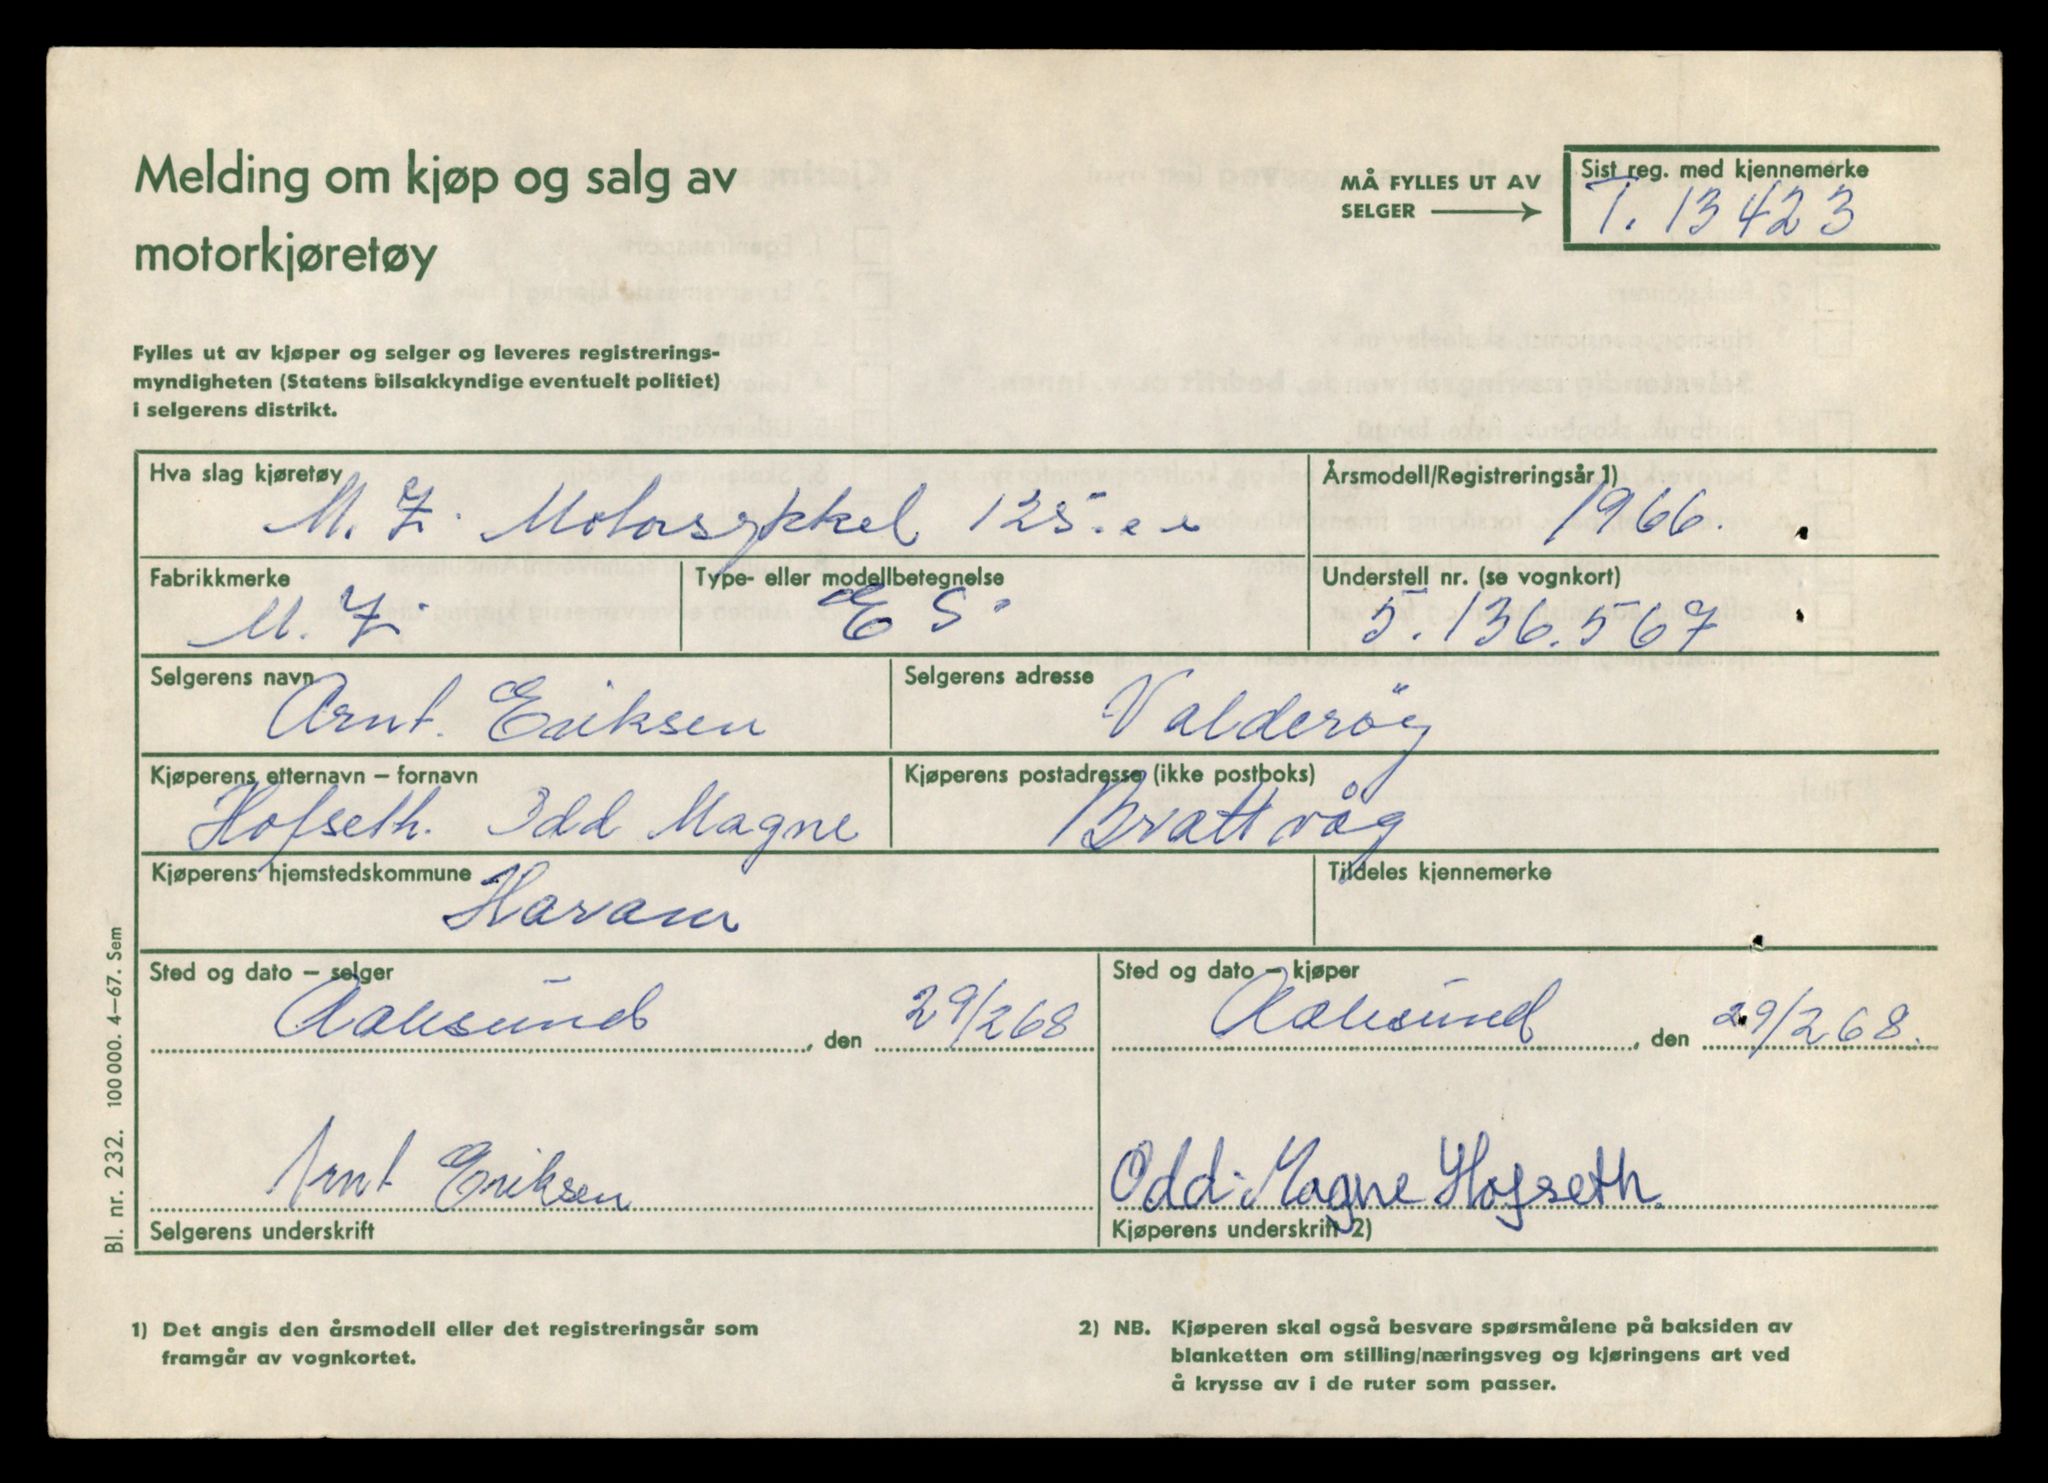 Melding om kjøp og salg av
motorkjøretøy
MÅ FYLLES UT AV
SELGER
Sist reg. med kjennemerke
T. 13423
Fylles ut av kjøper og selger og leveres registrerings-
myndigheten (Statens bilsakkyndige eventuelt politiet)
i selgerens distrikt.
Hva slag kjøretøy
M.Z. Motorsykkel 125.cc
Årsmodell/Registreringsår 1)
1966.
Fabrikkmerke
M.Z.
Type- eller modellbetegnelse
ES
Understell nr. (se vognkort)
5.136.567
Selgerens navn
Arnt. Eriksen
Selgerens adresse
Valderöy
Kjøperens etternavn – fornavn
Hofseth. Odd Magne
Kjøperens postadresse (ikke postboks)
Brattvåg
Kjøperens hjemstedskommune
Haram
Tildeles kjennemerke
Sted og dato – selger
Aalesund, den 29/2 68
Sted og dato – kjøper
Aalesund, den 29/2 68.
Arnt Eriksen
Selgerens underskrift
Odd. Magne Hofseth.
Kjøperens underskrift 2)
Bl. nr. 232. 100 000. 4–67. Sem
1) Det angis den årsmodell eller det registreringsår som
framgår av vognkortet.
2) NB. Kjøperen skal også besvare spørsmålene på baksiden av
blanketten om stilling/næringsveg og kjøringens art ved
å krysse av i de ruter som passer.